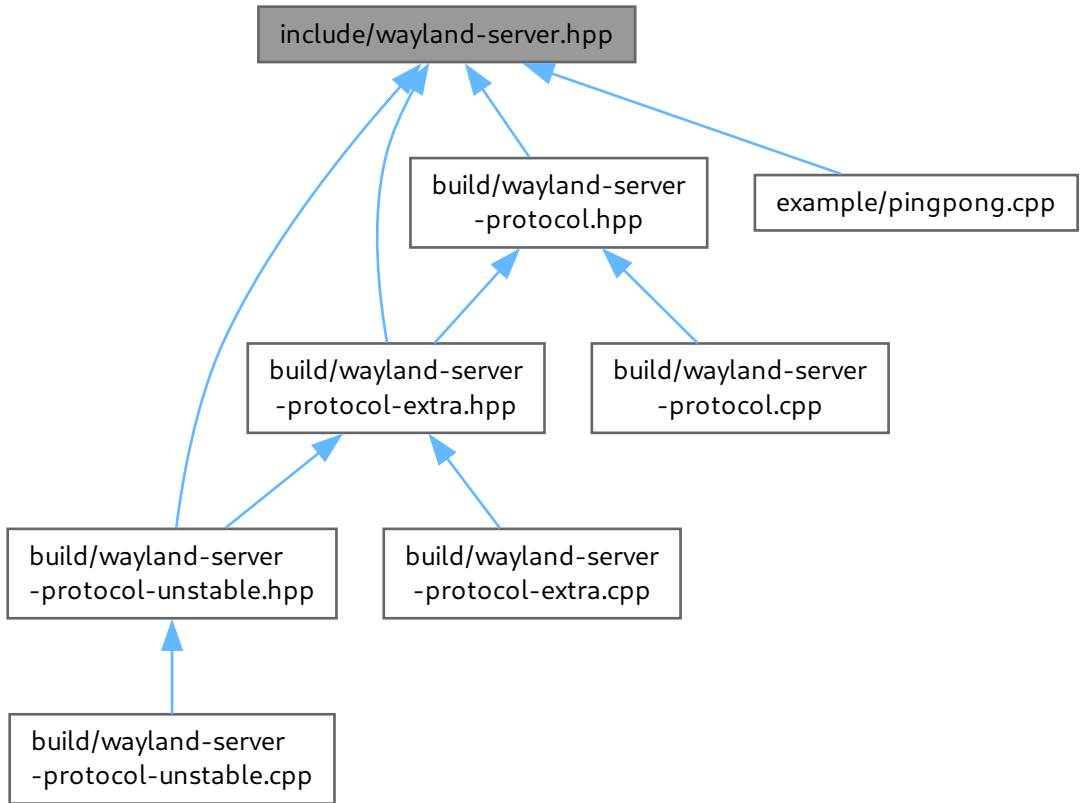 include/wayland-server.hpp
build/wayland-server
-protocol.hpp
example/pingpong.cpp
build/wayland-server
-protocol-extra.hpp
build/wayland-server
-protocol.cpp
build/wayland-server
-protocol-unstable.hpp
build/wayland-server
-protocol-extra.cpp
build/wayland-server
-protocol-unstable.cpp